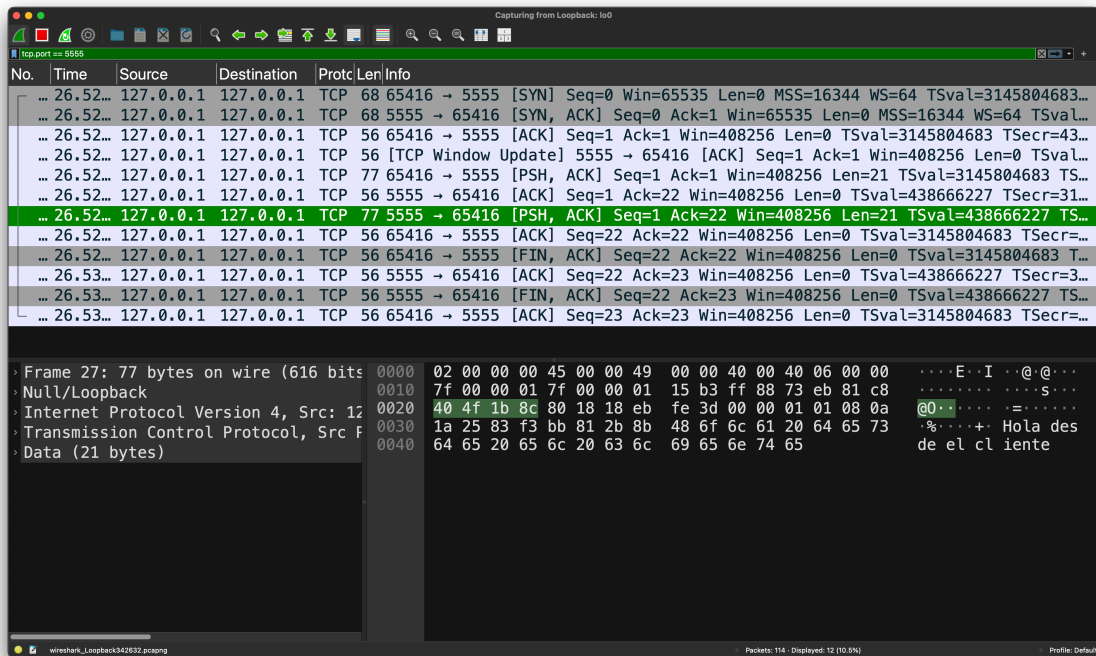 Capturing from Loopback: lo0
tcp.port == 5555
No. Time Source Destination Protc Len Info
... 26.52… 127.0.0.1 127.0.0.1 TCP 68 65416 → 5555 [SYN] Seq=0 Win=65535 Len=0 MSS=16344 WS=64 TSval=3145804683…
... 26.52… 127.0.0.1 127.0.0.1 TCP 68 5555 → 65416 [SYN, ACK] Seq=0 Ack=1 Win=65535 Len=0 MSS=16344 WS=64 TSval…
... 26.52… 127.0.0.1 127.0.0.1 TCP 56 65416 → 5555 [ACK] Seq=1 Ack=1 Win=408256 Len=0 TSval=3145804683 TSecr=43…
... 26.52… 127.0.0.1 127.0.0.1 TCP 56 [TCP Window Update] 5555 → 65416 [ACK] Seq=1 Ack=1 Win=408256 Len=0 TSval…
... 26.52… 127.0.0.1 127.0.0.1 TCP 77 65416 → 5555 [PSH, ACK] Seq=1 Ack=1 Win=408256 Len=21 TSval=3145804683 TS…
... 26.52… 127.0.0.1 127.0.0.1 TCP 56 5555 → 65416 [ACK] Seq=1 Ack=22 Win=408256 Len=0 TSval=438666227 TSecr=31…
... 26.52… 127.0.0.1 127.0.0.1 TCP 77 5555 → 65416 [PSH, ACK] Seq=1 Ack=22 Win=408256 Len=21 TSval=438666227 TS…
... 26.52… 127.0.0.1 127.0.0.1 TCP 56 65416 → 5555 [ACK] Seq=22 Ack=22 Win=408256 Len=0 TSval=3145804683 TSecr=…
... 26.52… 127.0.0.1 127.0.0.1 TCP 56 65416 → 5555 [FIN, ACK] Seq=22 Ack=22 Win=408256 Len=0 TSval=3145804683 T…
... 26.53… 127.0.0.1 127.0.0.1 TCP 56 5555 → 65416 [ACK] Seq=22 Ack=23 Win=408256 Len=0 TSval=438666227 TSecr=3…
... 26.53… 127.0.0.1 127.0.0.1 TCP 56 5555 → 65416 [FIN, ACK] Seq=22 Ack=23 Win=408256 Len=0 TSval=438666227 TS…
... 26.53… 127.0.0.1 127.0.0.1 TCP 56 65416 → 5555 [ACK] Seq=23 Ack=23 Win=408256 Len=0 TSval=3145804683 TSecr=…
Frame 27: 77 bytes on wire (616 bits
Null/Loopback
Internet Protocol Version 4, Src: 12
Transmission Control Protocol, Src P
Data (21 bytes)
0000 02 00 00 00 45 00 00 49 00 00 40 00 40 06 00 00 ····E··I ··@·@···
0010 7f 00 00 01 7f 00 00 01 15 b3 ff 88 73 eb 81 c8 ········ ····s···
0020 40 4f 1b 8c 80 18 18 eb fe 3d 00 00 01 01 08 0a @O······ ·=······
0030 1a 25 83 f3 bb 81 2b 8b 48 6f 6c 61 20 64 65 73 ·%····+· Hola des
0040 64 65 20 65 6c 20 63 6c 69 65 6e 74 65 de el cl iente
wireshark_Loopback342632.pcapng
Packets: 114 · Displayed: 12 (10.5%)
Profile: Default